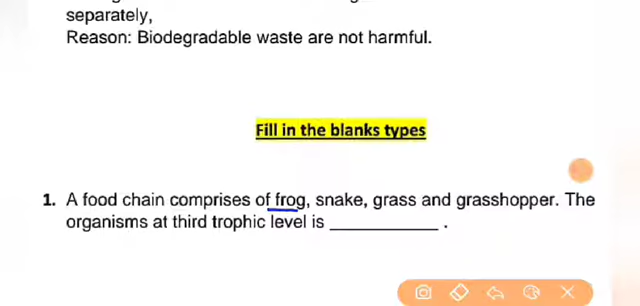 separately,
Reason: Biodegradable waste are not harmful.
Fill in the blanks types
1. A food chain comprises of frog, snake, grass and grasshopper. The
organisms at third trophic level is ____________ .